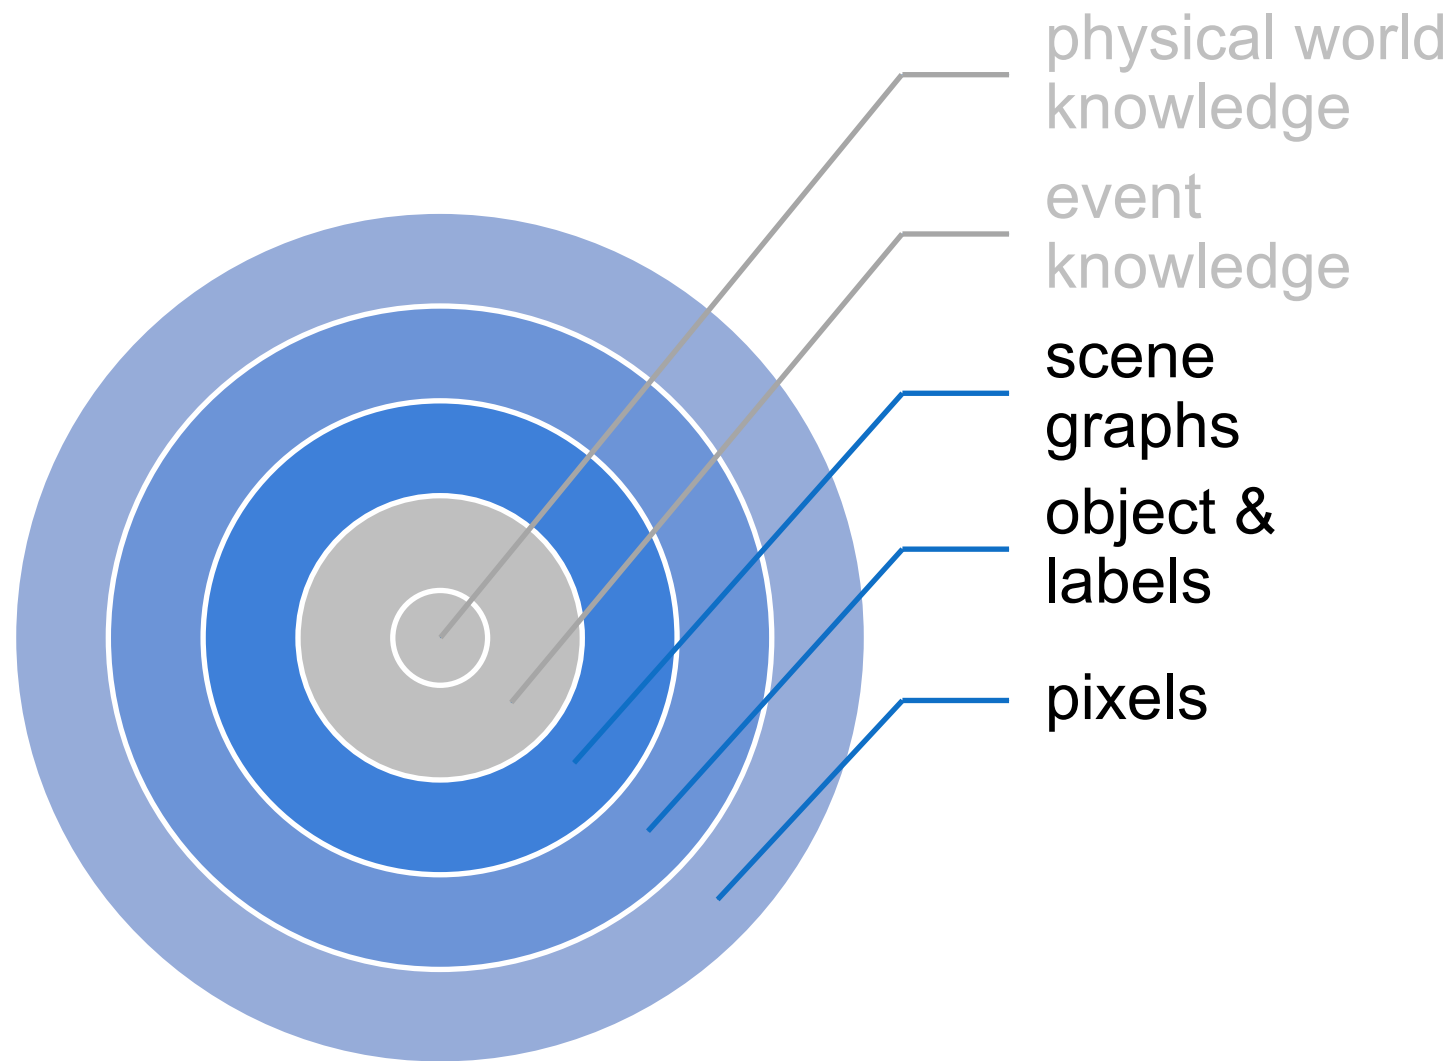 physical world
knowledge
event
knowledge
scene
graphs
object &
labels
pixels